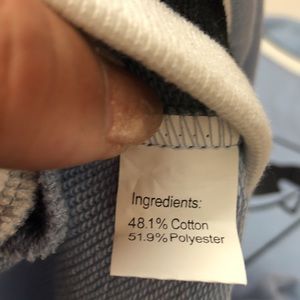 Ingredients:
48.1% Cotton
51.9% Polyester